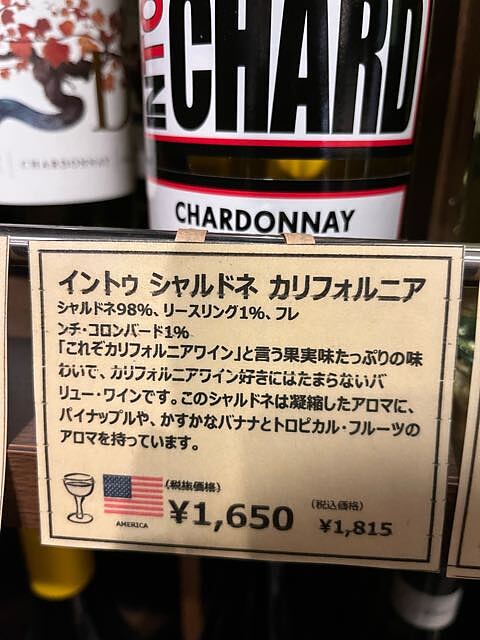 INTO
CHARD
CHARDONNAY
CHARDONNAY
イントゥ シャルドネ カリフォルニア
シャルドネ98%、リースリング1%、フレ
ンチ・コロンバード1%
「これぞカリフォルニアワイン」と言う果実味たっぷりの味
わいで、カリフォルニアワイン好きにはたまらないバ
リュー・ワインです。このシャルドネは凝縮したアロマに、
パイナップルや、かすかなバナナとトロピカル・フルーツの
アロマを持っています。
(税抜価格)
¥1,650
(税込価格)
¥1,815
AMERICA